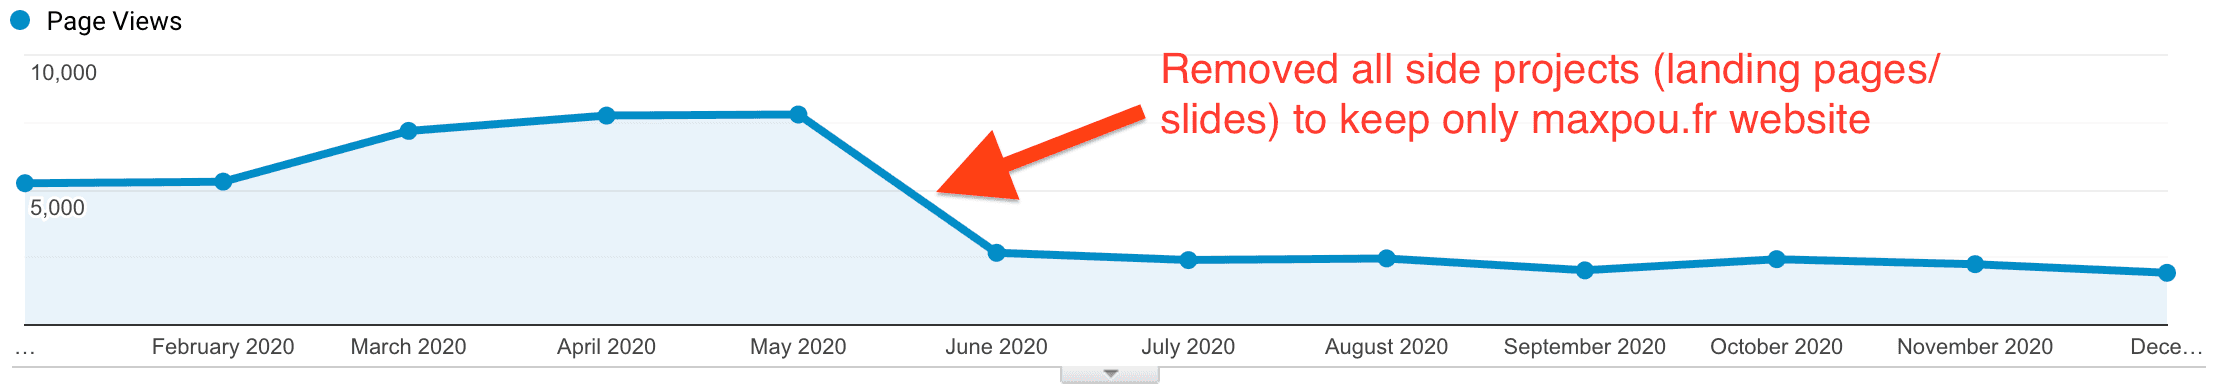 Page Views
10,000
Removed all side projects (landing pages/
slides) to keep only maxpou.fr website
5,000
... February 2020 March 2020 April 2020 May 2020 June 2020 July 2020 August 2020 September 2020 October 2020 November 2020 Dece...